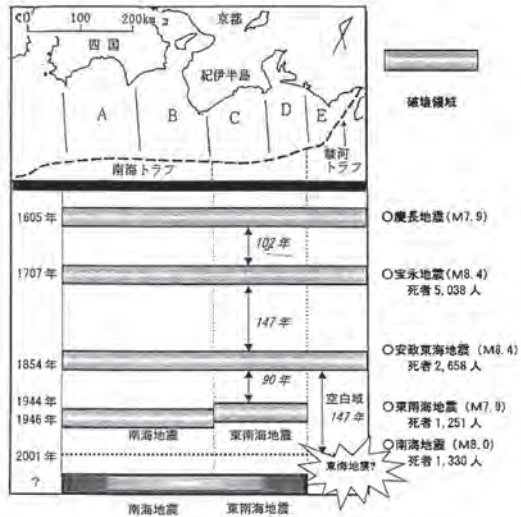 0 100 200km
京都
四国
紀伊半島
A B C D E
南海トラフ
駿河
トラフ
破壊領域
1605年
○慶長地震(M7.9)
102年
1707年
○宝永地震(M8.4)
死者5,038人
147年
1854年
○安政東海地震(M8.4)
死者2,658人
90年
空白域
147年
1944年
1946年
○東南海地震(M7.9)
死者1,251人
南海地震 東南海地震
○南海地震(M8.0)
死者1,330人
2001年
東海地震?
?
南海地震 東南海地震